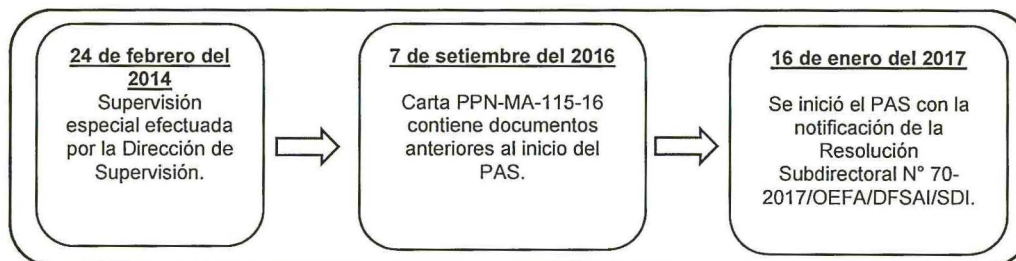 24 de febrero del
2014
Supervisión
especial efectuada
por la Dirección de
Supervisión.
7 de setiembre del 2016
Carta PPN-MA-115-16
contiene documentos
anteriores al inicio del
PAS.
16 de enero del 2017
Se inició el PAS con la
notificación de la
Resolución
Subdirectoral N° 70-
2017/OEFA/DFSAI/SDI.